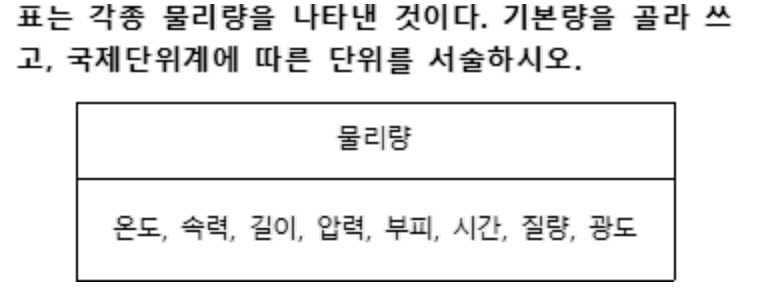 표는 각종 물리량을 나타낸 것이다. 기본량을 골라 쓰
고, 국제단위계에 따른 단위를 서술하시오.
물리량
온도, 속력, 길이, 압력, 부피, 시간, 질량, 광도